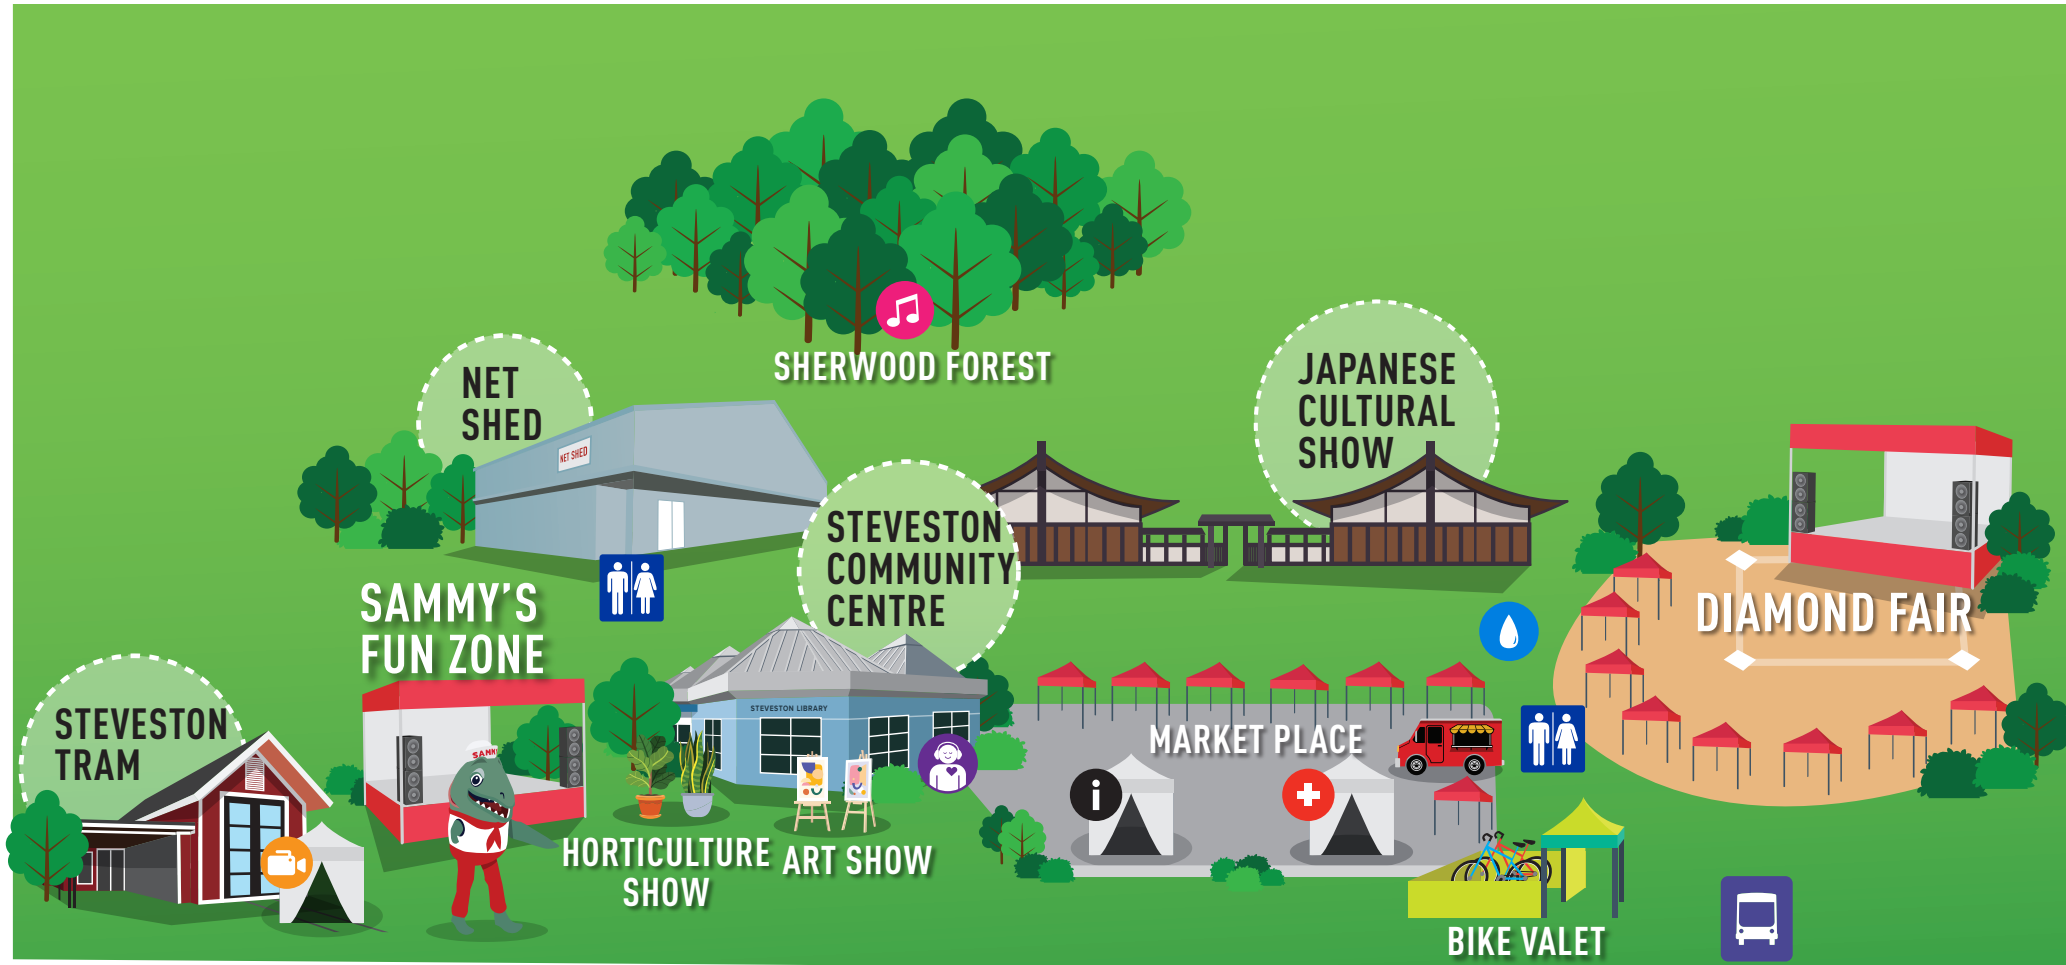 SHERWOOD FOREST
NET
SHED
NET SHED
JAPANESE
CULTURAL
SHOW
STEVESTON
COMMUNITY
CENTRE
DIAMOND FAIR
SAMMY'S
FUN ZONE
STEVESTON
TRAM
STEVESTON LIBRARY
MARKET PLACE
i
HORTICULTURE
SHOW
ART SHOW
BIKE VALET